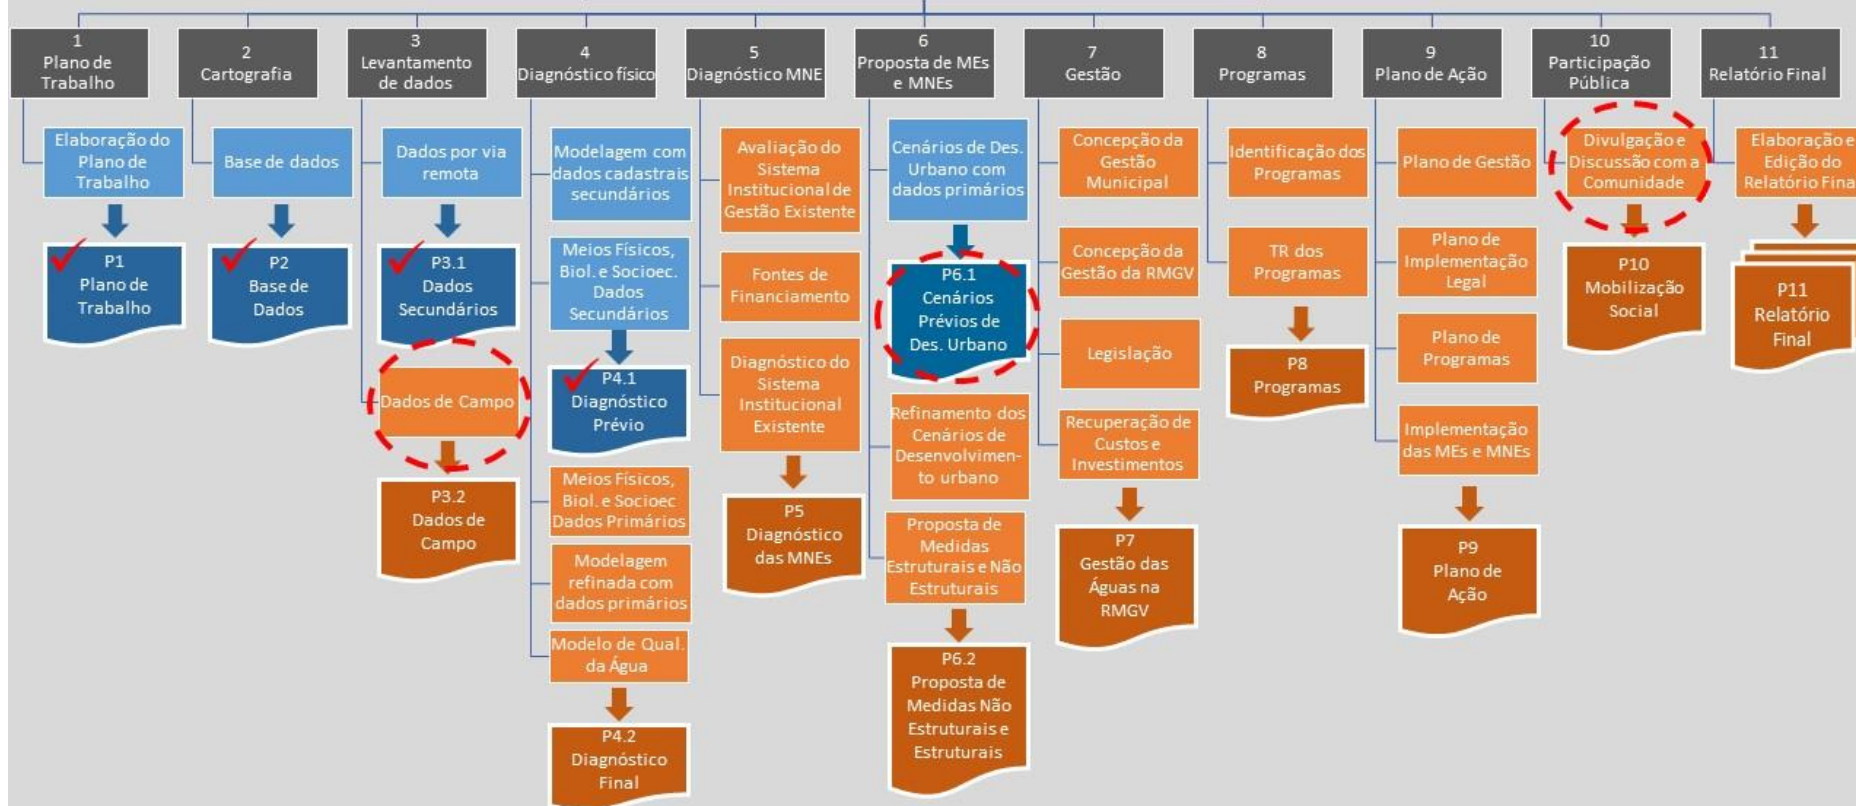 1
Plano de
Trabalho
2
Cartografia
3
Levantamento
de dados
4
Diagnóstico físico
5
Diagnóstico MNE
6
Proposta de MEs
e MNEs
7
Gestão
8
Programas
9
Plano de Ação
10
Participação
Pública
11
Relatório Final
Elaboração do
Plano de
Trabalho
P1
Plano de
Trabalho
Base de dados
P2
Base de
Dados
Dados por via
remota
P3.1
Dados
Secundários
Dados de Campo
P3.2
Dados de
Campo
Modelagem com
dados cadastrais
secundários
Meios Físicos,
Biol. e Socioec.
Dados
Secundários
P4.1
Diagnóstico
Prévio
Meios Físicos,
Biol. e Socioec
Dados Primários
Modelagem
refinada com
dados primários
Modelo de Qual.
da Água
P4.2
Diagnóstico
Final
Avaliação do
Sistema
Institucional de
Gestão Existente
Fontes de
Financiamento
Diagnóstico do
Sistema
Institucional
Existente
P5
Diagnóstico
das MNEs
Cenários de Des.
Urbano com
dados primários
P6.1
Cenários
Prévios de
Des. Urbano
Refinamento dos
Cenários de
Desenvolvimen-
to urbano
Proposta de
Medidas
Estruturais e Não
Estruturais
P6.2
Proposta de
Medidas Não
Estruturais e
Estruturais
Concepção da
Gestão
Municipal
Concepção da
Gestão da RMGV
Legislação
Recuperação de
Custos e
Investimentos
P7
Gestão das
Águas na
RMGV
Identificação dos
Programas
TR dos
Programas
P8
Programas
Plano de Gestão
Plano de
Implementação
Legal
Plano de
Programas
Implementação
das MEs e MNEs
P9
Plano de
Ação
Divulgação e
Discussão com a
Comunidade
P10
Mobilização
Social
Elaboração e
Edição do
Relatório Final
P11
Relatório
Final